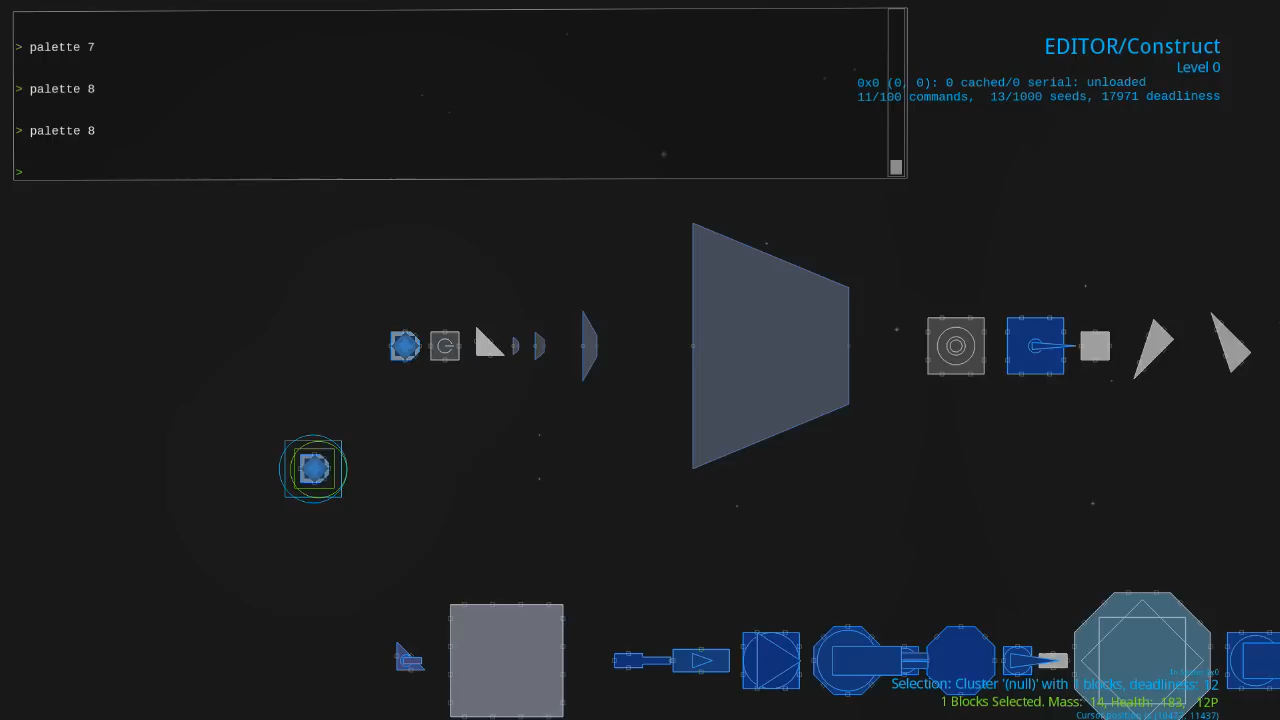 > palette 7
> palette 8
> palette 8
>
EDITOR/Construct
Level 0
0x0 (0, 0): 0 cached/0 serial: unloaded
11/100 commands, 13/1000 seeds, 17971 deadliness
Selection: Cluster '(null)' with 1 blocks, deadliness: 12
1 Blocks Selected. Mass: 14, Health: 183, 12P